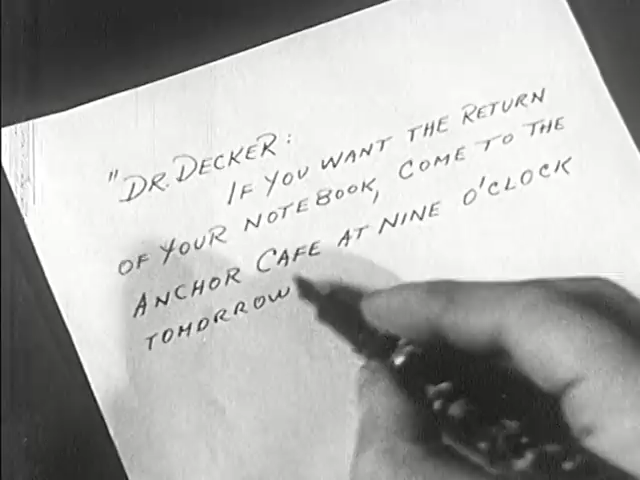 "DR. DECKER:
IF YOU WANT THE RETURN
OF YOUR NOTEBOOK, COME TO THE
ANCHOR CAFE AT NINE O'CLOCK
TOMORROW